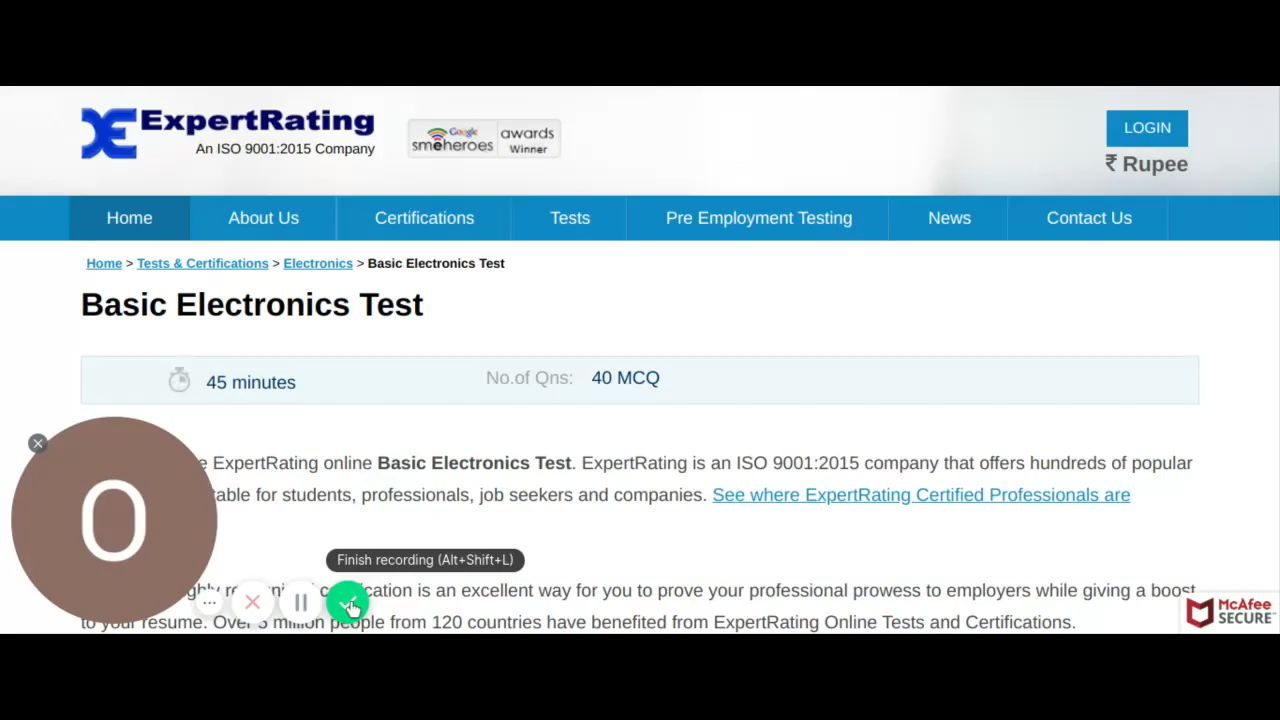 ExpertRating
An ISO 9001:2015 Company
Google
smeheroes
awards
Winner
LOGIN
₹ Rupee
Home
About Us
Certifications
Tests
Pre Employment Testing
News
Contact Us
Home > Tests & Certifications > Electronics > Basic Electronics Test
Basic Electronics Test
45 minutes
No.of Qns: 40 MCQ
ExpertRating online Basic Electronics Test. ExpertRating is an ISO 9001:2015 company that offers hundreds of popular
for students, professionals, job seekers and companies. See where ExpertRating Certified Professionals are
O
Finish recording (Alt+Shift+L)
is an excellent way for you to prove your professional prowess to employers while giving a boost
to your resume. Over 3 million people from 120 countries have benefited from ExpertRating Online Tests and Certifications.
McAfee
SECURE